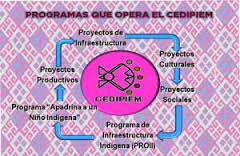 PROGRAMAS QUE OPERA EL CEDIPIEM
Proyectos de
Infraestructura
Proyectos
Culturales
Proyectos
Sociales
Programa de
Infraestructura
Indígena (PROII)
Programa "Apadrina a un
Niño Indígena"
Proyectos
Productivos
CEDIPIEM